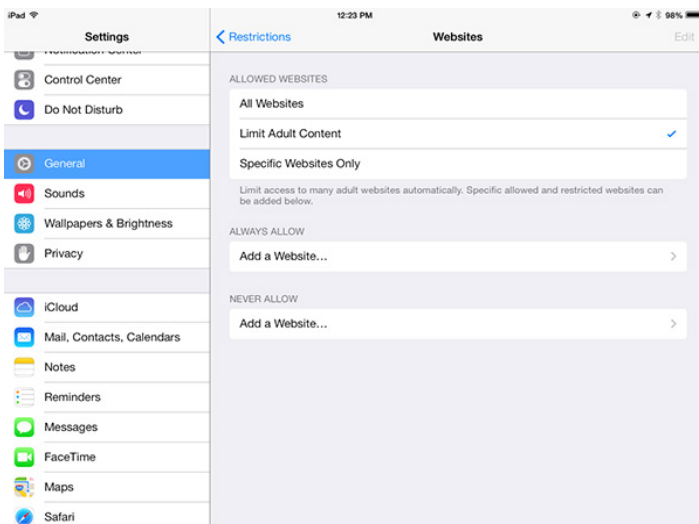 iPad 12:23 PM 98%
Settings
Restrictions Websites Edit
Notification Center
Control Center
Do Not Disturb
General
Sounds
Wallpapers & Brightness
Privacy
iCloud
Mail, Contacts, Calendars
Notes
Reminders
Messages
FaceTime
Maps
Safari
ALLOWED WEBSITES
All Websites
Limit Adult Content
Specific Websites Only
Limit access to many adult websites automatically. Specific allowed and restricted websites can
be added below.
ALWAYS ALLOW
Add a Website...
NEVER ALLOW
Add a Website...